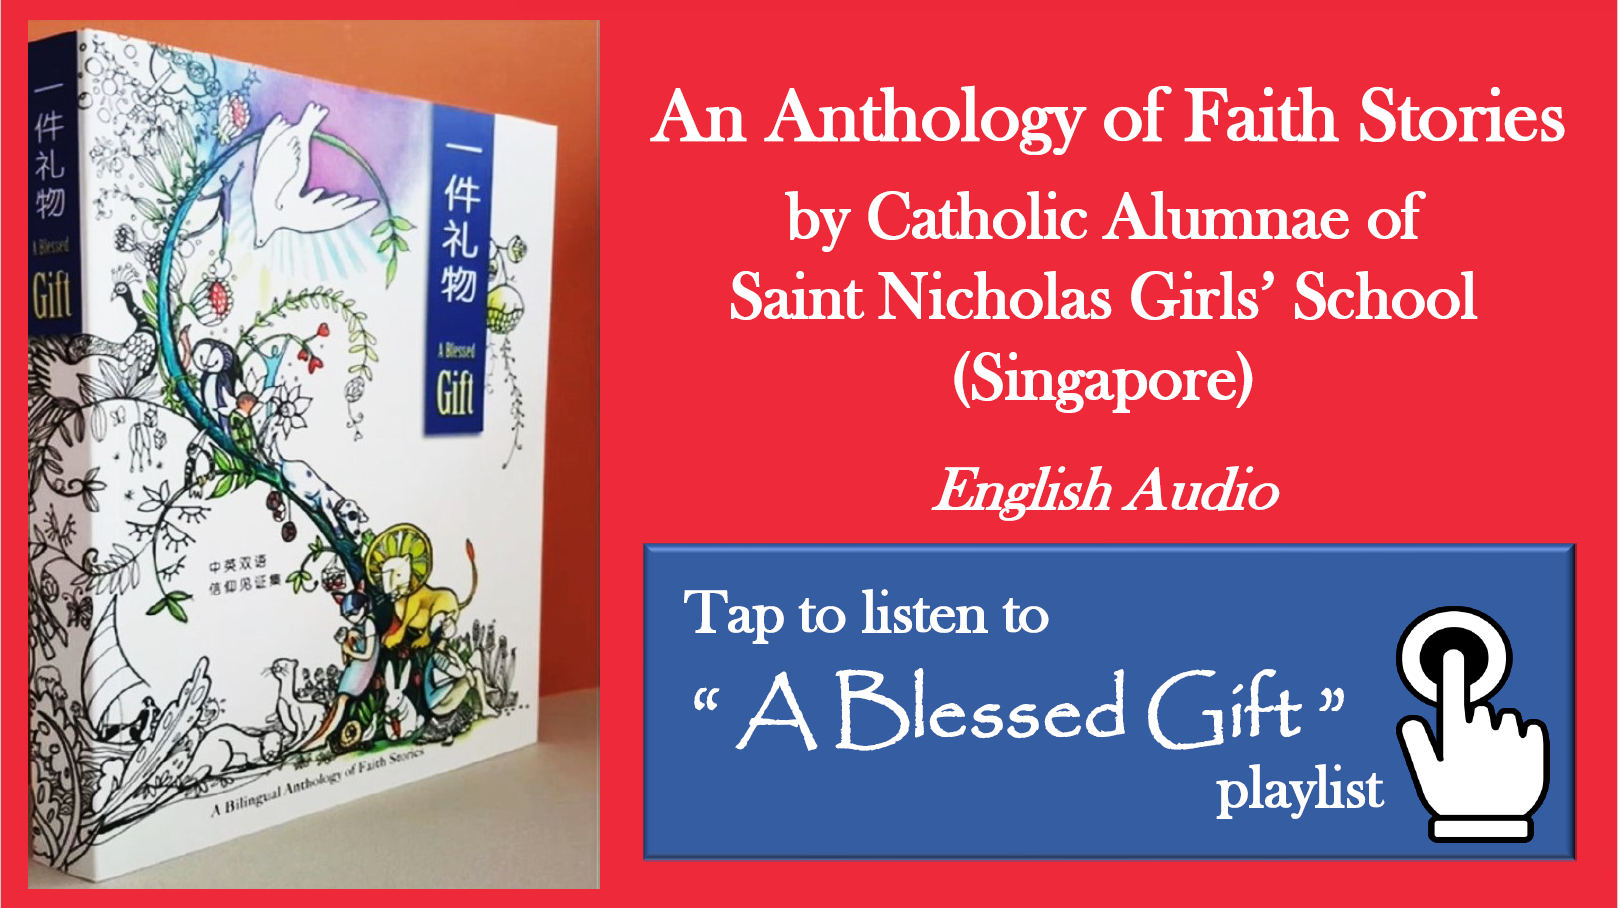 一件礼物
A Blessed
Gift
一件礼物
A Blessed
Gift
中英双语
信仰见证集
A Bilingual Anthology of Faith Stories
An Anthology of Faith Stories
by Catholic Alumnae of
Saint Nicholas Girls’ School
(Singapore)
English Audio
Tap to listen to
“ A Blessed Gift ”
playlist